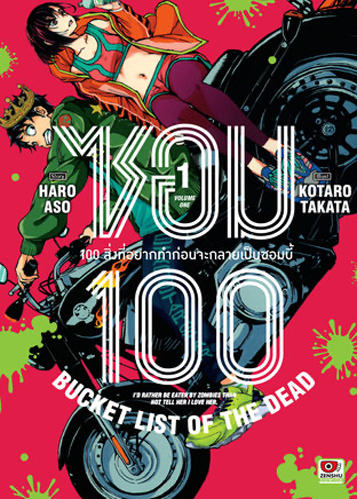 ซอม
Story
HARO
ASO
1
VOLUME
ONE
Illust
KOTARO
TAKATA
100 สิ่งที่อยากทำก่อนจะกลายเป็นซอมบี้
100
I'D RATHER BE EATEN BY ZOMBIES THAN
NOT TELL HER I LOVE HER.
BUCKET LIST OF THE DEAD
ZENSHU